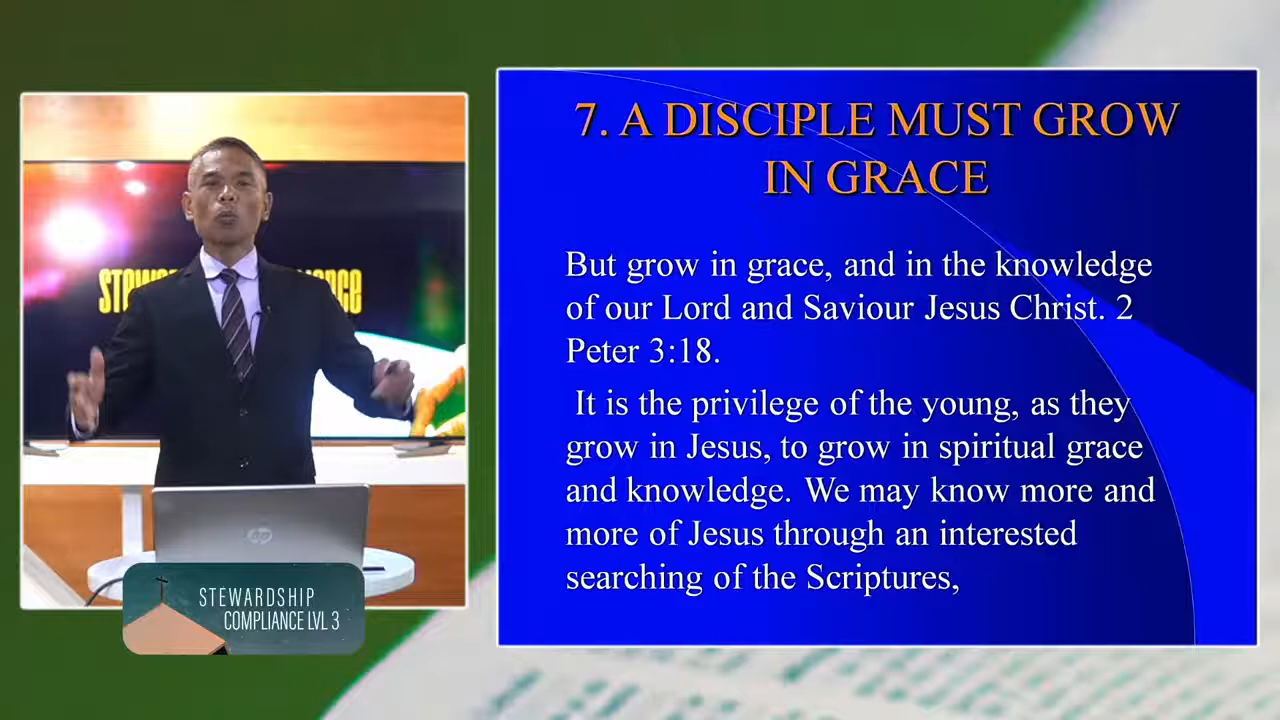 7. A DISCIPLE MUST GROW
IN GRACE
But grow in grace, and in the knowledge
of our Lord and Saviour Jesus Christ. 2
Peter 3:18.
It is the privilege of the young, as they
grow in Jesus, to grow in spiritual grace
and knowledge. We may know more and
more of Jesus through an interested
searching of the Scriptures,
hp
STEWARDSHIP
COMPLIANCE LVL 3